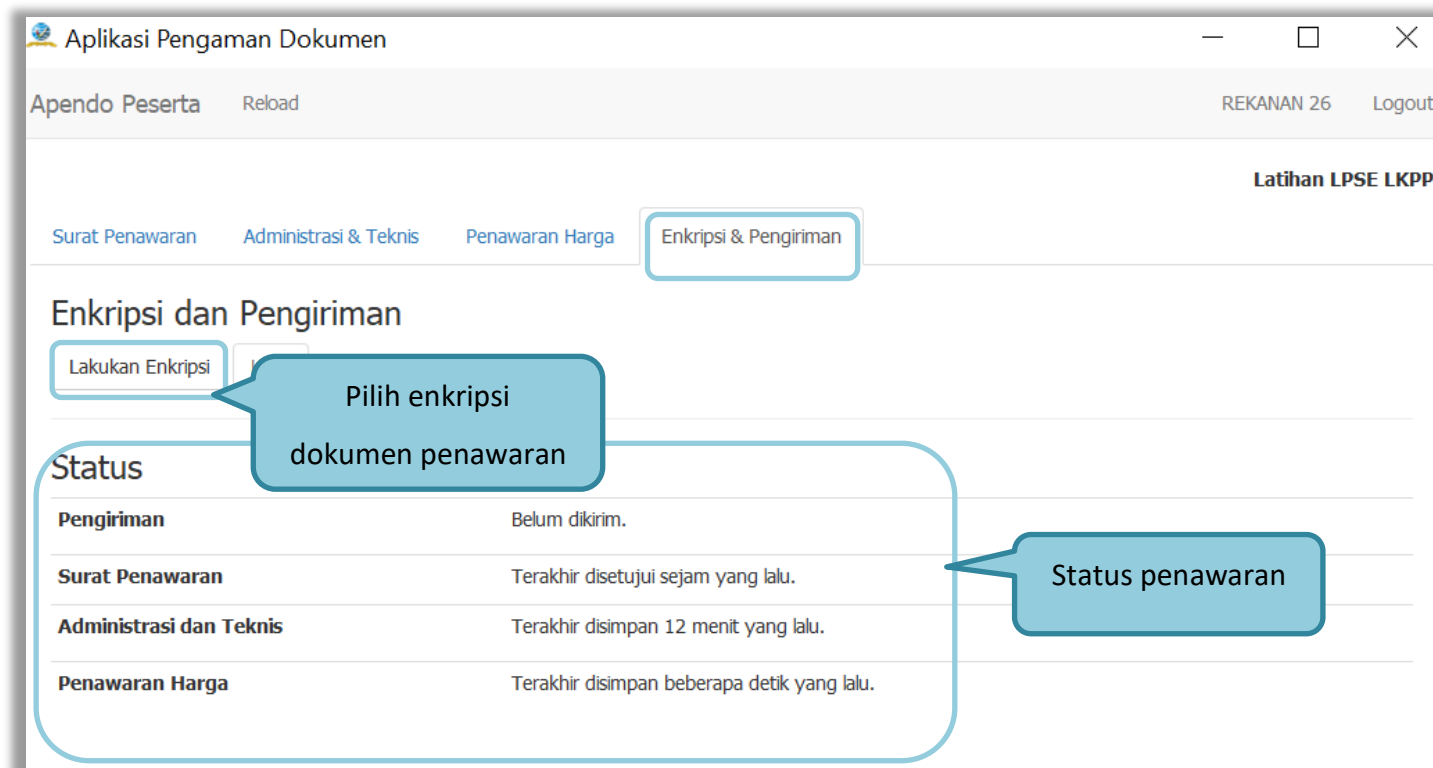 Aplikasi Pengaman Dokumen
Apendo Peserta Reload REKANAN 26 Logout
Latihan LPSE LKPP
Surat Penawaran Administrasi & Teknis Penawaran Harga Enkripsi & Pengiriman
Enkripsi dan Pengiriman
Lakukan Enkripsi
Pilih enkripsi
dokumen penawaran
Status
Pengiriman Belum dikirim.
Surat Penawaran Terakhir disetujui sejam yang lalu.
Status penawaran
Administrasi dan Teknis Terakhir disimpan 12 menit yang lalu.
Penawaran Harga Terakhir disimpan beberapa detik yang lalu.